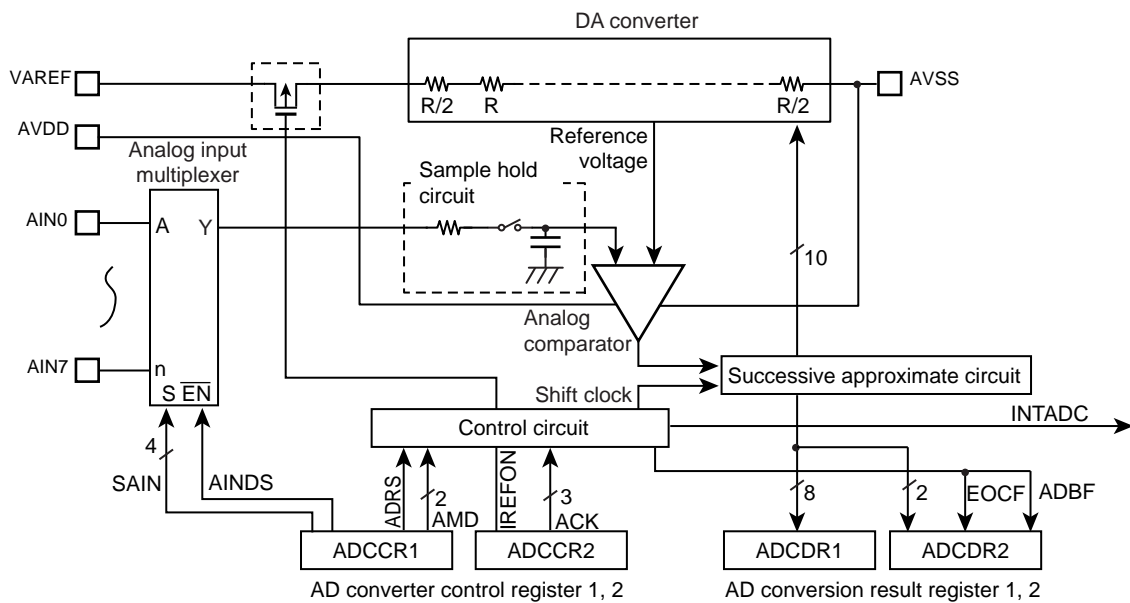 DA converter
VAREF
R/2
R
R/2
AVSS
AVDD
Reference
voltage
Analog input
multiplexer
Sample hold
circuit
AIN0
A
Y
10
Analog
comparator
AIN7
n
S EN
Successive approximate circuit
Shift clock
INTADC
Control circuit
4
SAIN
AINDS
ADRS
2
AMD
IREFON
3
ACK
8
2
EOCF
ADBF
ADCCR1
ADCCR2
ADCDR1
ADCDR2
AD converter control register 1, 2
AD conversion result register 1, 2